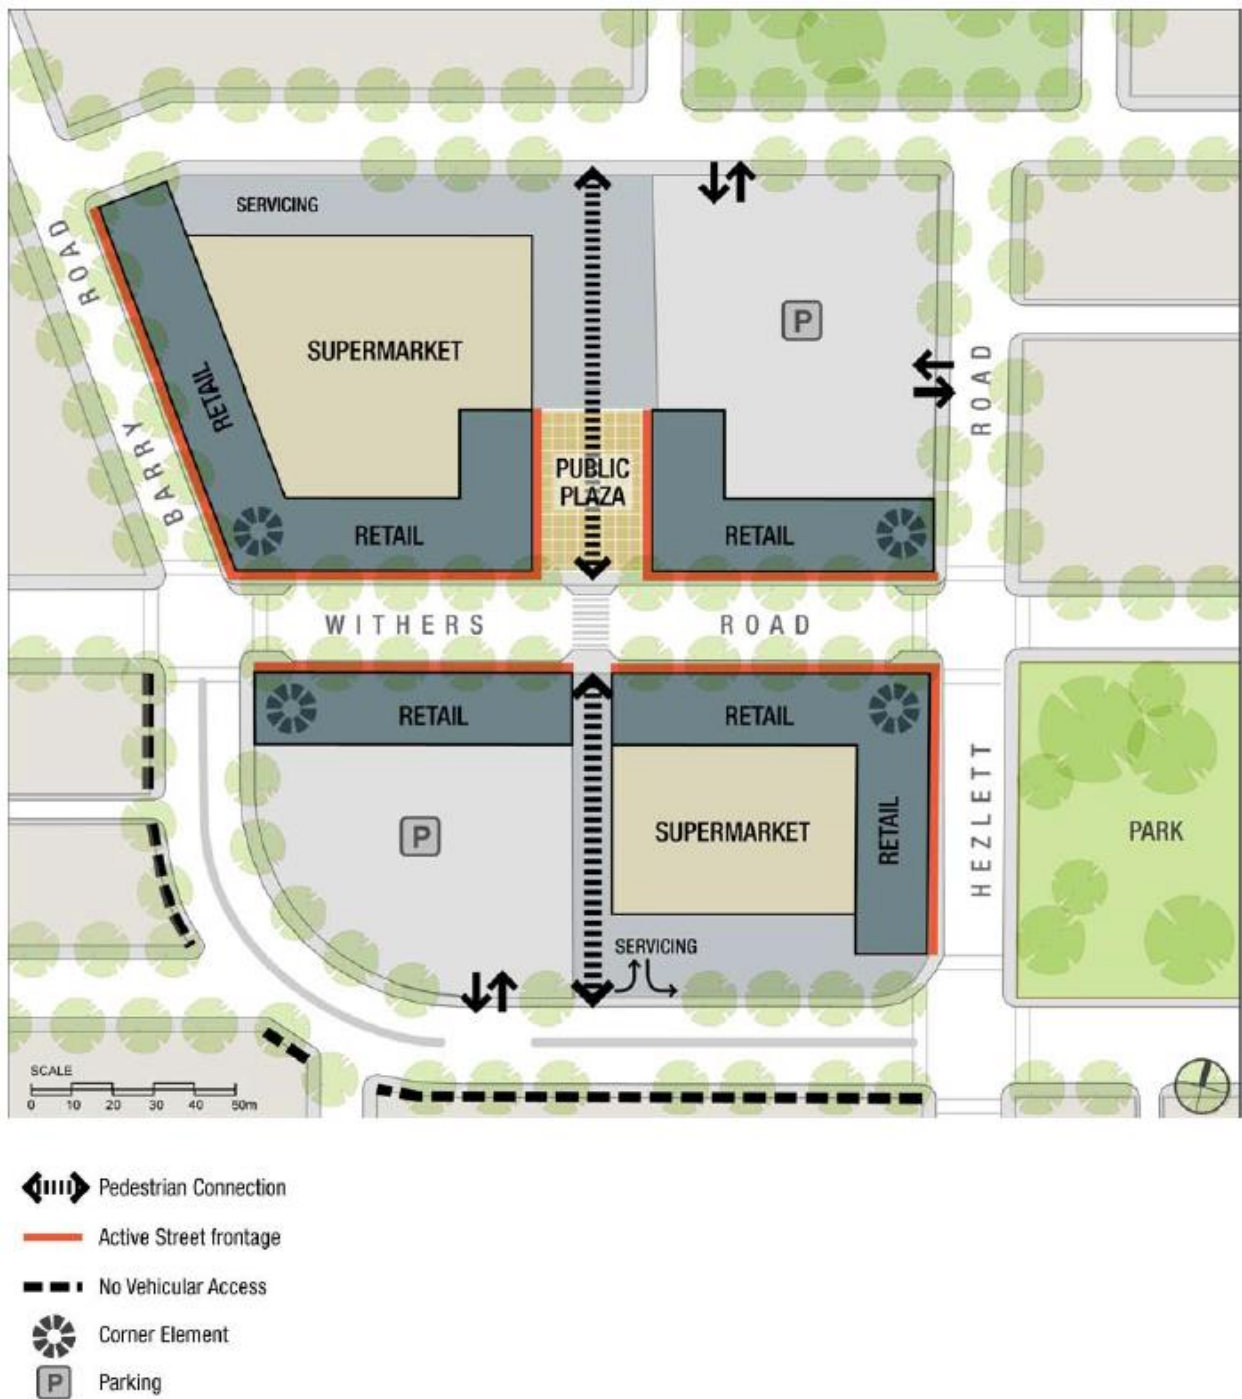 SERVICING
BARRY ROAD
SUPERMARKET
P
RETAIL
ROAD
PUBLIC
PLAZA
RETAIL
RETAIL
WITHERS ROAD
RETAIL
RETAIL
HEZLETT
P
SUPERMARKET
RETAIL
PARK
SERVICING
SCALE
0 10 20 30 40 50m
Pedestrian Connection
Active Street frontage
No Vehicular Access
Corner Element
P Parking